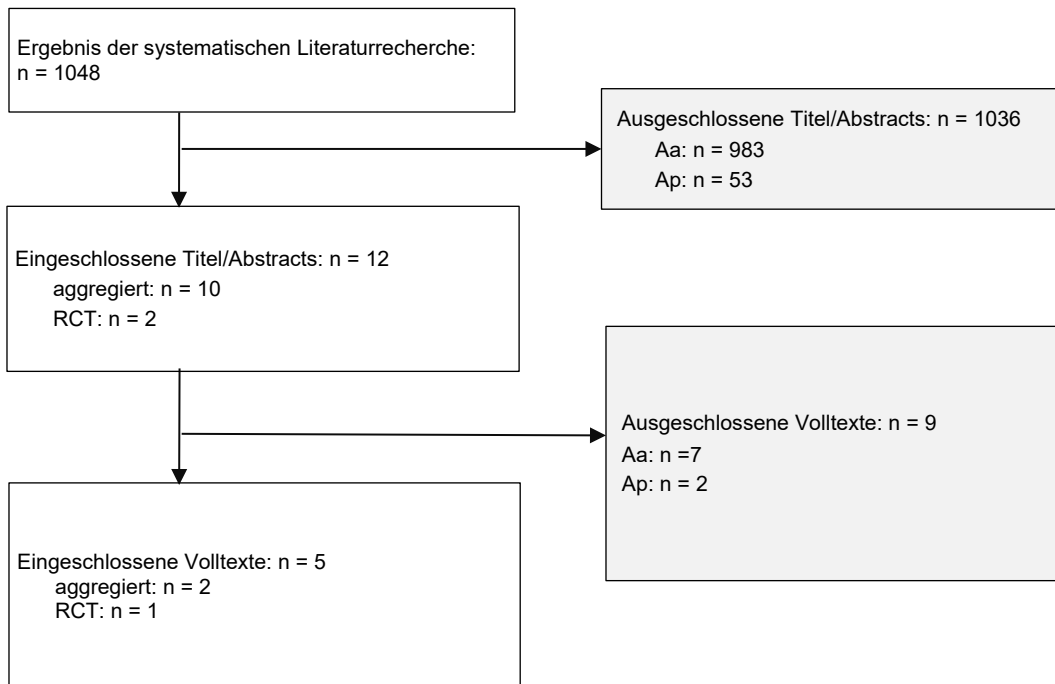 Ergebnis der systematischen Literaturrecherche:
n = 1048
Ausgeschlossene Titel/Abstracts: n = 1036
Aa: n = 983
Ap: n = 53
Eingeschlossene Titel/Abstracts: n = 12
aggregiert: n = 10
RCT: n = 2
Ausgeschlossene Volltexte: n = 9
Aa: n =7
Ap: n = 2
Eingeschlossene Volltexte: n = 5
aggregiert: n = 2
RCT: n = 1